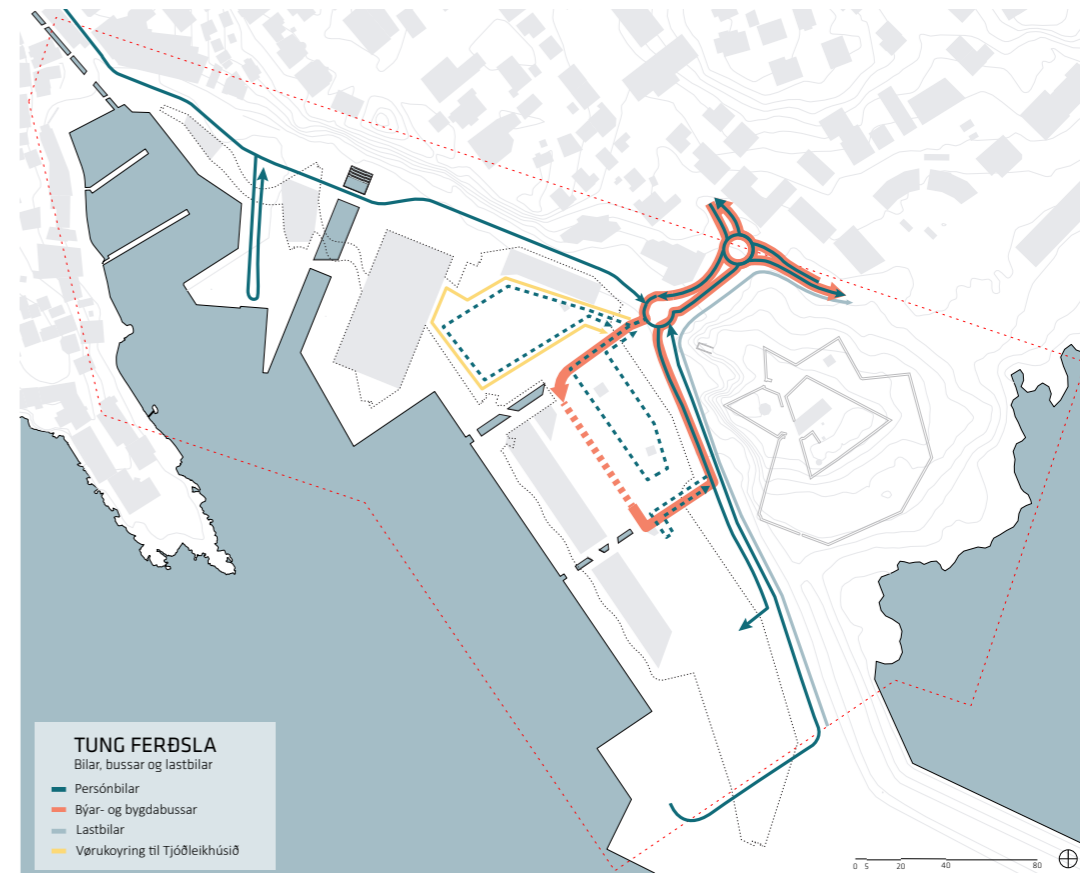 TUNG FERÐSLA
Bilar, bussar og lastbilar
Persónbilar
Býar- og bygdabussar
Lastbilar
Vørukoyring til Tjóðleikhúsið
0 5 20 40 80